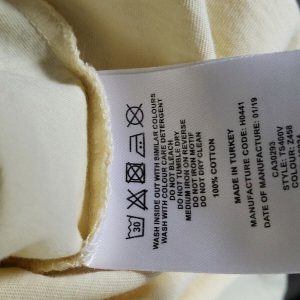 30
WASH INSIDE OUT WITH SIMILAR COLOURS
WASH WITH COLOUR CARE DETERGENT
DO NOT BLEACH
DO NOT TUMBLE DRY
MEDIUM IRON ON REVERSE
DO NOT IRON MOTIF
DO NOT DRY CLEAN
100% COTTON
MADE IN TURKEY
MANUFACTURE CODE: H0441
DATE OF MANUFACTURE: 01/19
CA30293
STYLE: TS400V
COLOUR: Z458